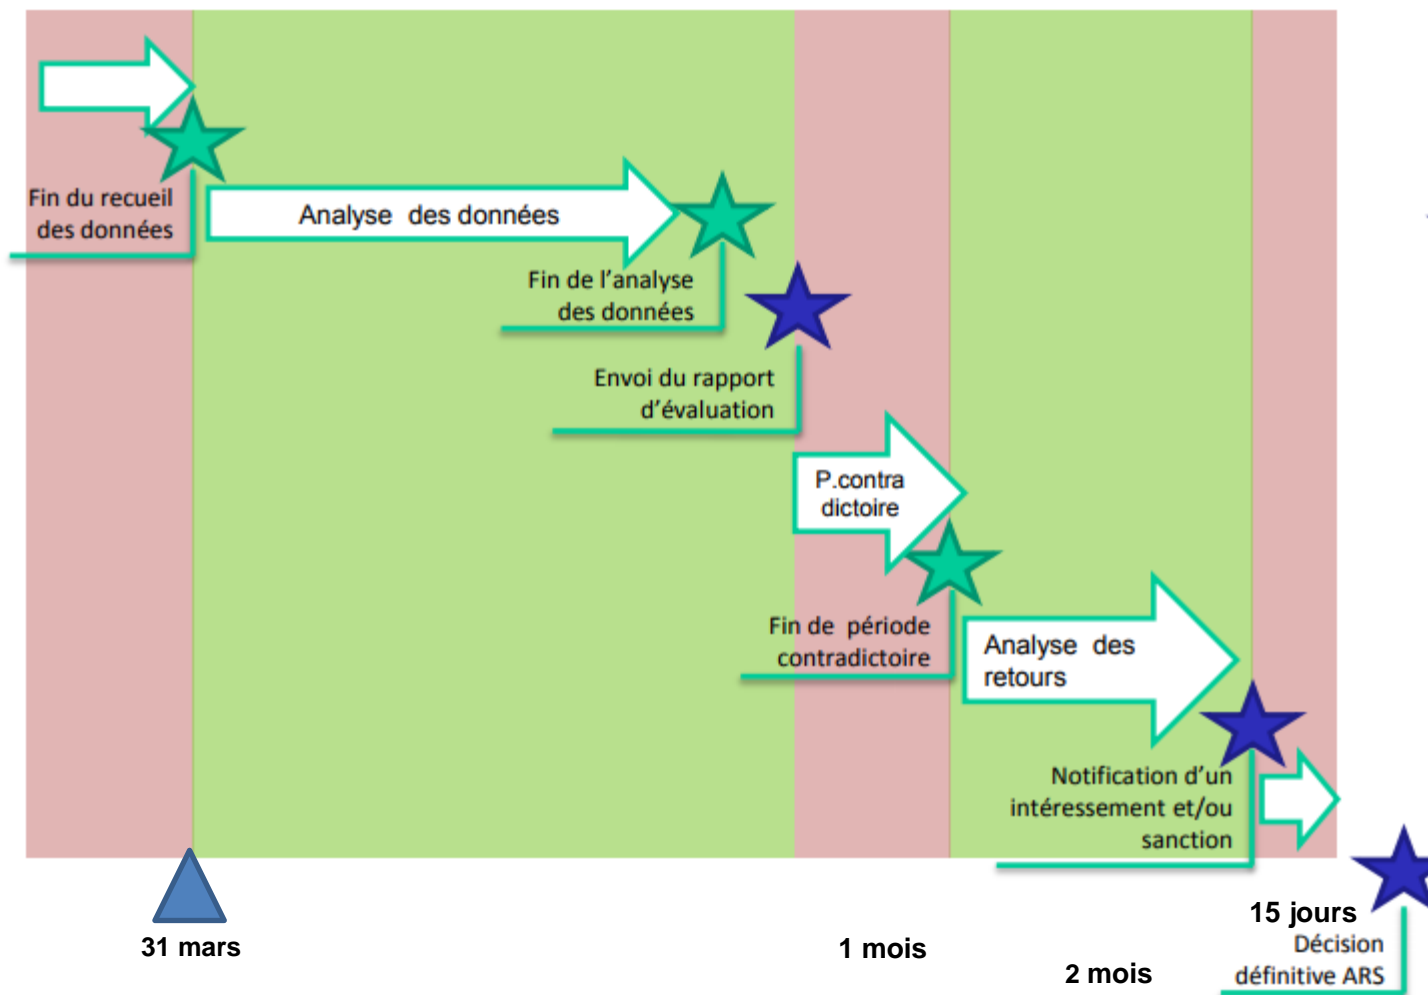 Fin du recueil
des données
Analyse des données
Fin de l'analyse
des données
Envoi du rapport
d'évaluation
P.contra
dictoire
Fin de période
contradictoire
Analyse des
retours
Notification d'un
intéressement et/ou
sanction
31 mars
1 mois
2 mois
15 jours
Décision
définitive ARS